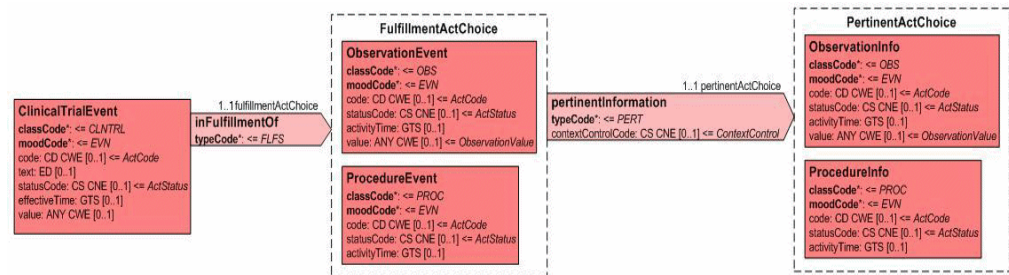 ClinicalTrialEvent
classCode*: <= CLNTRL
moodCode*: <= EVN
code: CD CWE [0..1] <= ActCode
text: ED [0..1]
statusCode: CS CNE [0..1] <= ActStatus
effectiveTime: GTS [0..1]
value: ANY CWE [0..1]
1..1 fulfillmentActChoice
inFulfillmentOf
typeCode*: <= FLFS
FulfillmentActChoice
ObservationEvent
classCode*: <= OBS
moodCode*: <= EVN
code: CD CWE [0..1] <= ActCode
statusCode: CS CNE [0..1] <= ActStatus
activityTime: GTS [0..1]
value: ANY CWE [0..1] <= ObservationValue
ProcedureEvent
classCode*: <= PROC
moodCode*: <= EVN
code: CD CWE [0..1] <= ActCode
statusCode: CS CNE [0..1] <= ActStatus
activityTime: GTS [0..1]
1..1 pertinentActChoice
pertinentInformation
typeCode*: <= PERT
contextControlCode: CS CNE [0..1] <= ContextControl
PertinentActChoice
ObservationInfo
classCode*: <= OBS
moodCode*: <= EVN
code: CD CWE [0..1] <= ActCode
statusCode: CS CNE [0..1] <= ActStatus
activityTime: GTS [0..1]
value: ANY CWE [0..1] <= ObservationValue
ProcedureInfo
classCode*: <= PROC
moodCode*: <= EVN
code: CD CWE [0..1] <= ActCode
statusCode: CS CNE [0..1] <= ActStatus
activityTime: GTS [0..1]